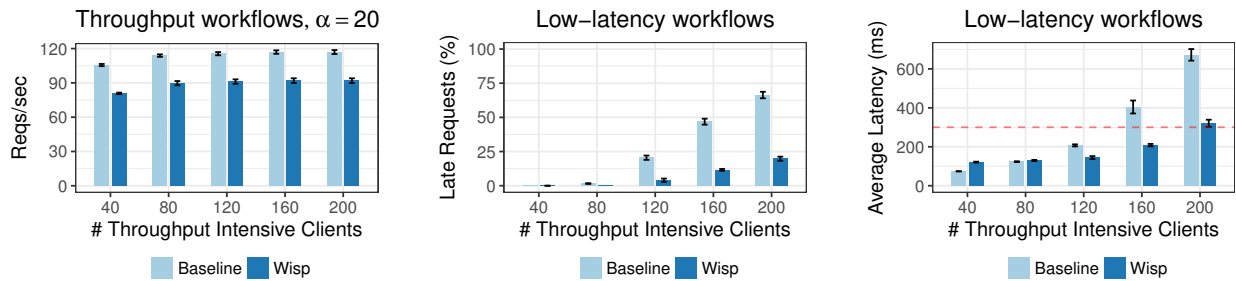 Throughput workflows, α = 20
Reqs/sec
120
90
60
30
0
40 80 120 160 200
# Throughput Intensive Clients
Baseline Wisp
Low−latency workflows
Late Requests (%)
100
75
50
25
0
40 80 120 160 200
# Throughput Intensive Clients
Baseline Wisp
Low−latency workflows
Average Latency (ms)
600
400
200
0
40 80 120 160 200
# Throughput Intensive Clients
Baseline Wisp